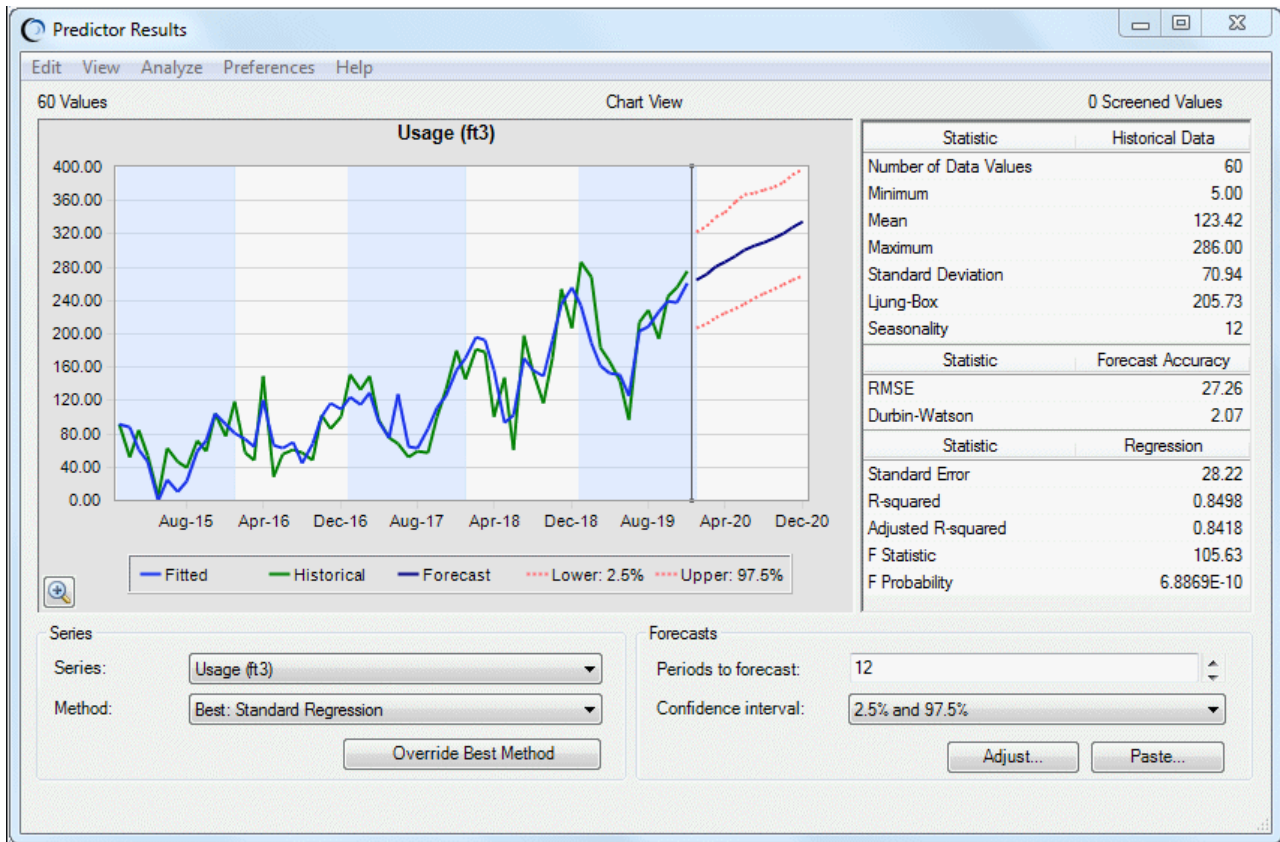 Predictor Results
Edit View Analyze Preferences Help
60 Values
Chart View
0 Screened Values
Usage (ft3)
400.00
360.00
320.00
280.00
240.00
200.00
160.00
120.00
80.00
40.00
0.00
Aug-15 Apr-16 Dec-16 Aug-17 Apr-18 Dec-18 Aug-19 Apr-20 Dec-20
Fitted Historical Forecast Lower: 2.5% Upper: 97.5%
Statistic Historical Data
Number of Data Values 60
Minimum 5.00
Mean 123.42
Maximum 286.00
Standard Deviation 70.94
Ljung-Box 205.73
Seasonality 12
Statistic Forecast Accuracy
RMSE 27.26
Durbin-Watson 2.07
Statistic Regression
Standard Error 28.22
R-squared 0.8498
Adjusted R-squared 0.8418
F Statistic 105.63
F Probability 6.8869E-10
Series
Series: Usage (ft3)
Method: Best: Standard Regression
Override Best Method
Forecasts
Periods to forecast: 12
Confidence interval: 2.5% and 97.5%
Adjust... Paste...